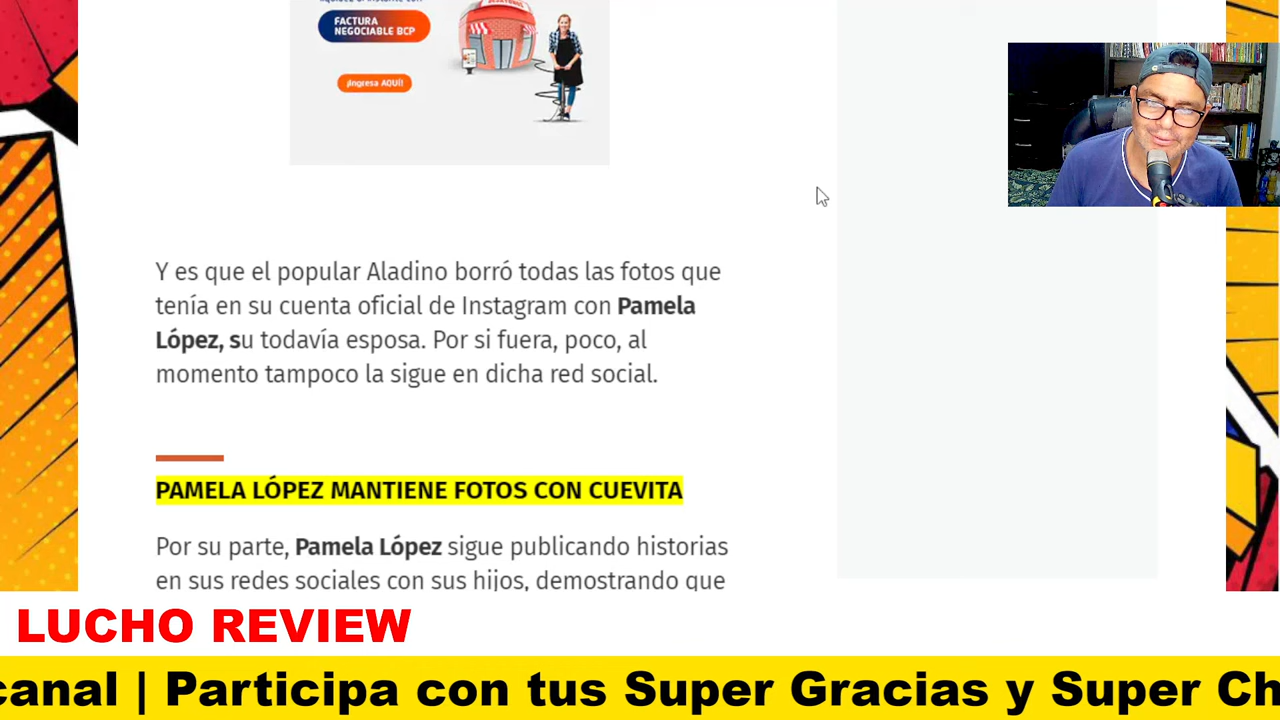 FACTURA
NEGOCIABLE BCP
¡Ingresa AQUÍ!
Y es que el popular Aladino borró todas las fotos que
tenía en su cuenta oficial de Instagram con Pamela
López, su todavía esposa. Por si fuera, poco, al
momento tampoco la sigue en dicha red social.
PAMELA LÓPEZ MANTIENE FOTOS CON CUEVITA
Por su parte, Pamela López sigue publicando historias
en sus redes sociales con sus hijos, demostrando que
LUCHO REVIEW
canal | Participa con tus Super Gracias y Super Ch